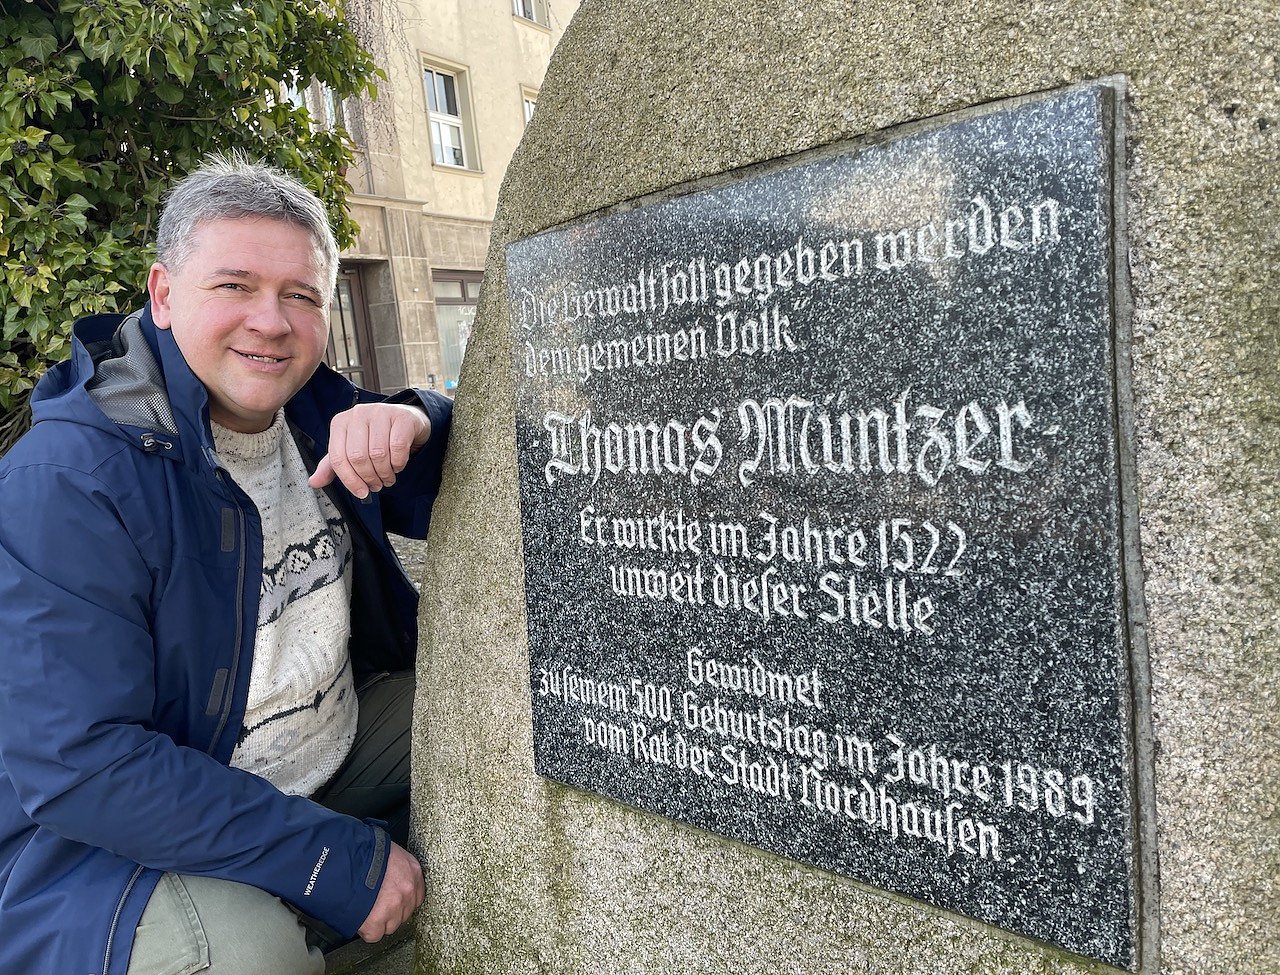 Die Gewalt soll gegeben werden
dem gemeinen Volk"
-Thomas Müntzer-
Er wirkte im Jahre 1522
unweit dieser Stelle
Gewidmet
zu seinem 500. Geburtstag im Jahre 1989
vom Rat der Stadt Nordhausen
WEATHEREDGE